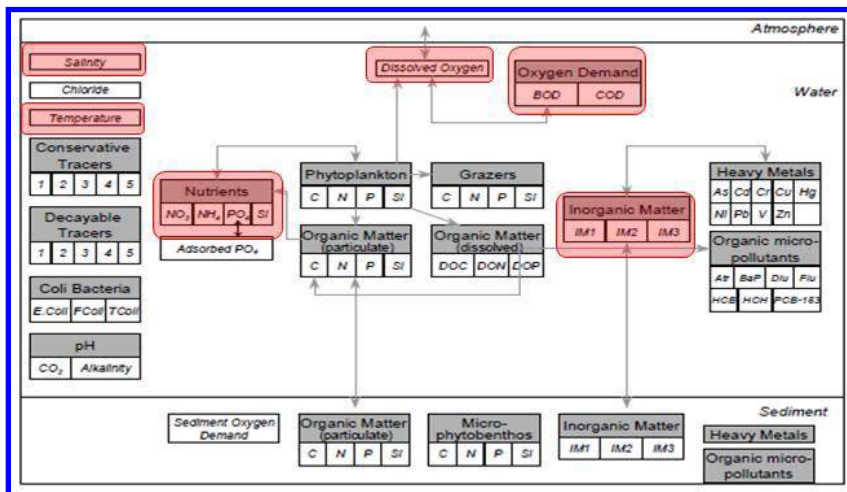 Atmosphere
Salinity
Dissolved Oxygen
Oxygen Demand
BOD COD
Chloride
Water
Temperature
Conservative
Tracers
1 2 3 4 5
Nutrients
NO3 NH4 PO4 Si
Adsorbed PO4
Phytoplankton
C N P Si
Grazers
C N P Si
Heavy Metals
As Cd Cr Cu Hg
Ni Pb V Zn
Inorganic Matter
IM1 IM2 IM3
Decayable
Tracers
1 2 3 4 5
Organic Matter
(particulate)
C N P Si
Organic Matter
(dissolved)
DOC DON DOP
Organic micro-
pollutants
Atr BaP Diu Flu
HCB HCH PCB-153
Coli Bacteria
E.Coli FColi TColi
pH
CO2 Alkalinity
Sediment
Sediment Oxygen
Demand
Organic Matter
(particulate)
C N P Si
Micro-
phytobenthos
C N P Si
Inorganic Matter
IM1 IM2 IM3
Heavy Metals
Organic micro-
pollutants